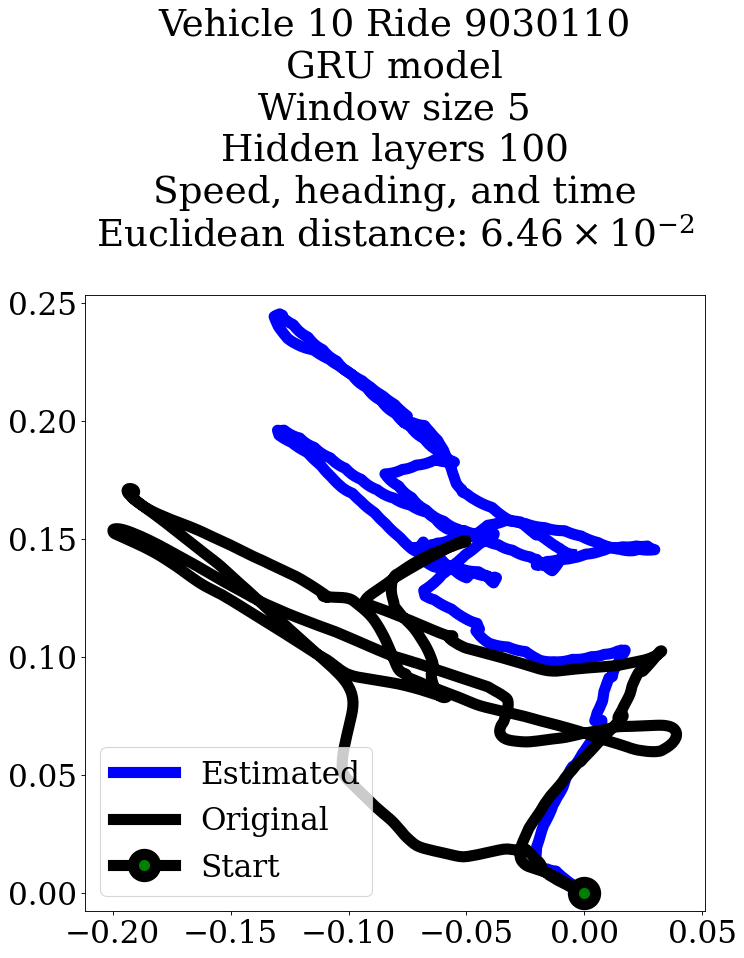 Vehicle 10 Ride 9030110
GRU model
Window size 5
Hidden layers 100
Speed, heading, and time
Euclidean distance: 6.46 × 10⁻²
0.25
0.20
0.15
0.10
0.05
0.00
Estimated
Original
Start
−0.20 −0.15 −0.10 −0.05 0.00 0.05